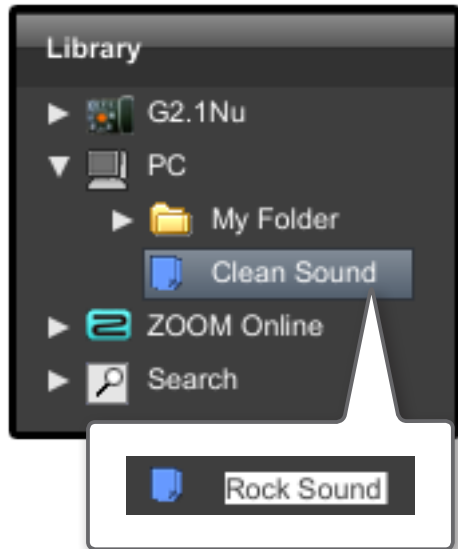 Library
G2.1Nu
PC
My Folder
Clean Sound
ZOOM Online
Search
Rock Sound